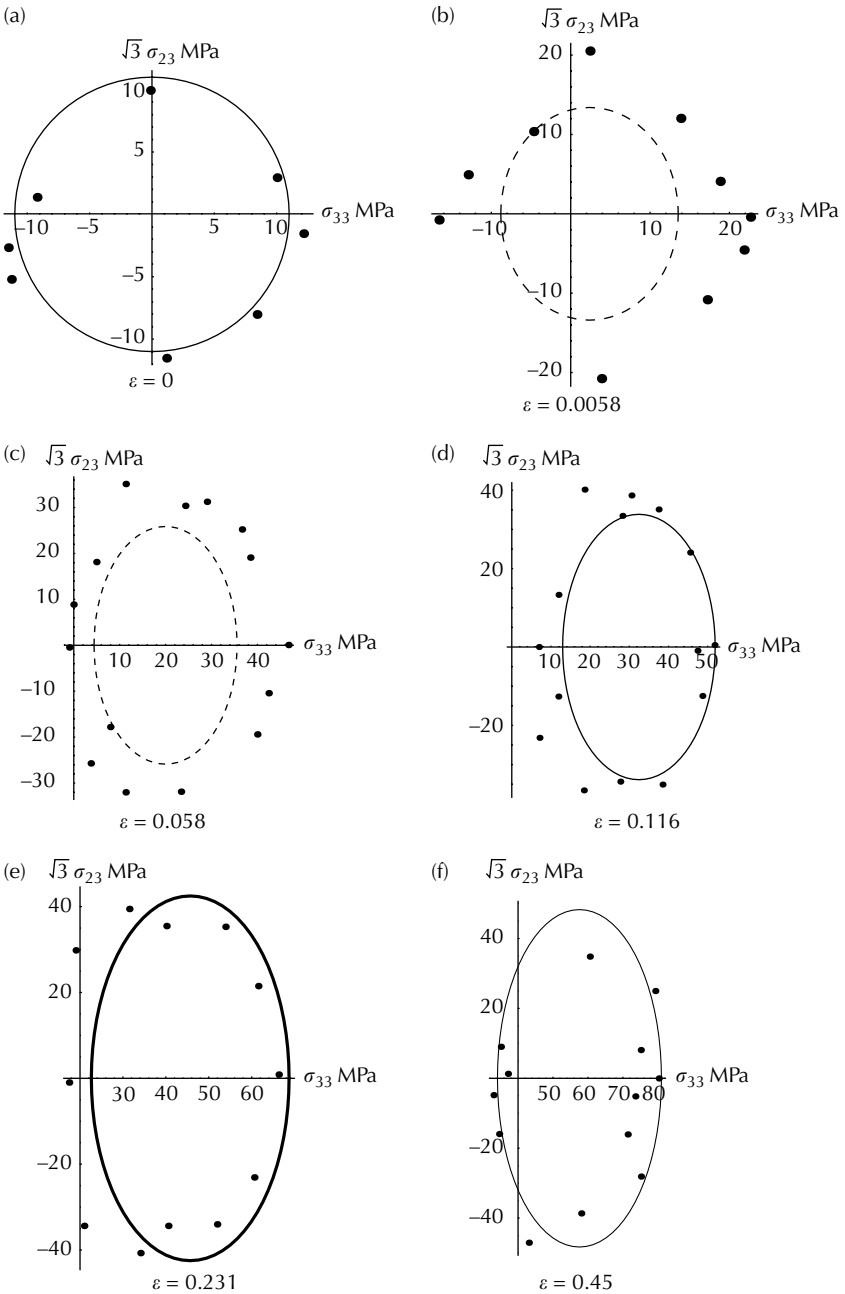 (a)
√3 σ23 MPa
10
5
−10 −5 5 10 σ33 MPa
−5
−10
ε = 0
(b)
√3 σ23 MPa
20
10
−10 10 20 σ33 MPa
−10
−20
ε = 0.0058
(c)
√3 σ23 MPa
30
20
10
10 20 30 40 σ33 MPa
−10
−20
−30
ε = 0.058
(d)
√3 σ23 MPa
40
20
10 20 30 40 50 σ33 MPa
−20
ε = 0.116
(e)
√3 σ23 MPa
40
20
30 40 50 60 σ33 MPa
−20
−40
ε = 0.231
(f)
√3 σ23 MPa
40
20
50 60 70 80 σ33 MPa
−20
−40
ε = 0.45